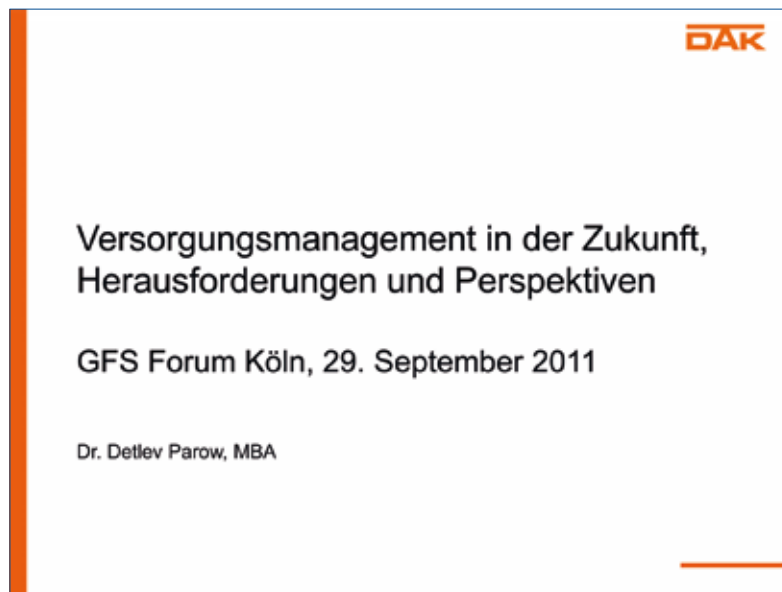 DAK
Versorgungsmanagement in der Zukunft,
Herausforderungen und Perspektiven
GFS Forum Köln, 29. September 2011
Dr. Detlev Parow, MBA